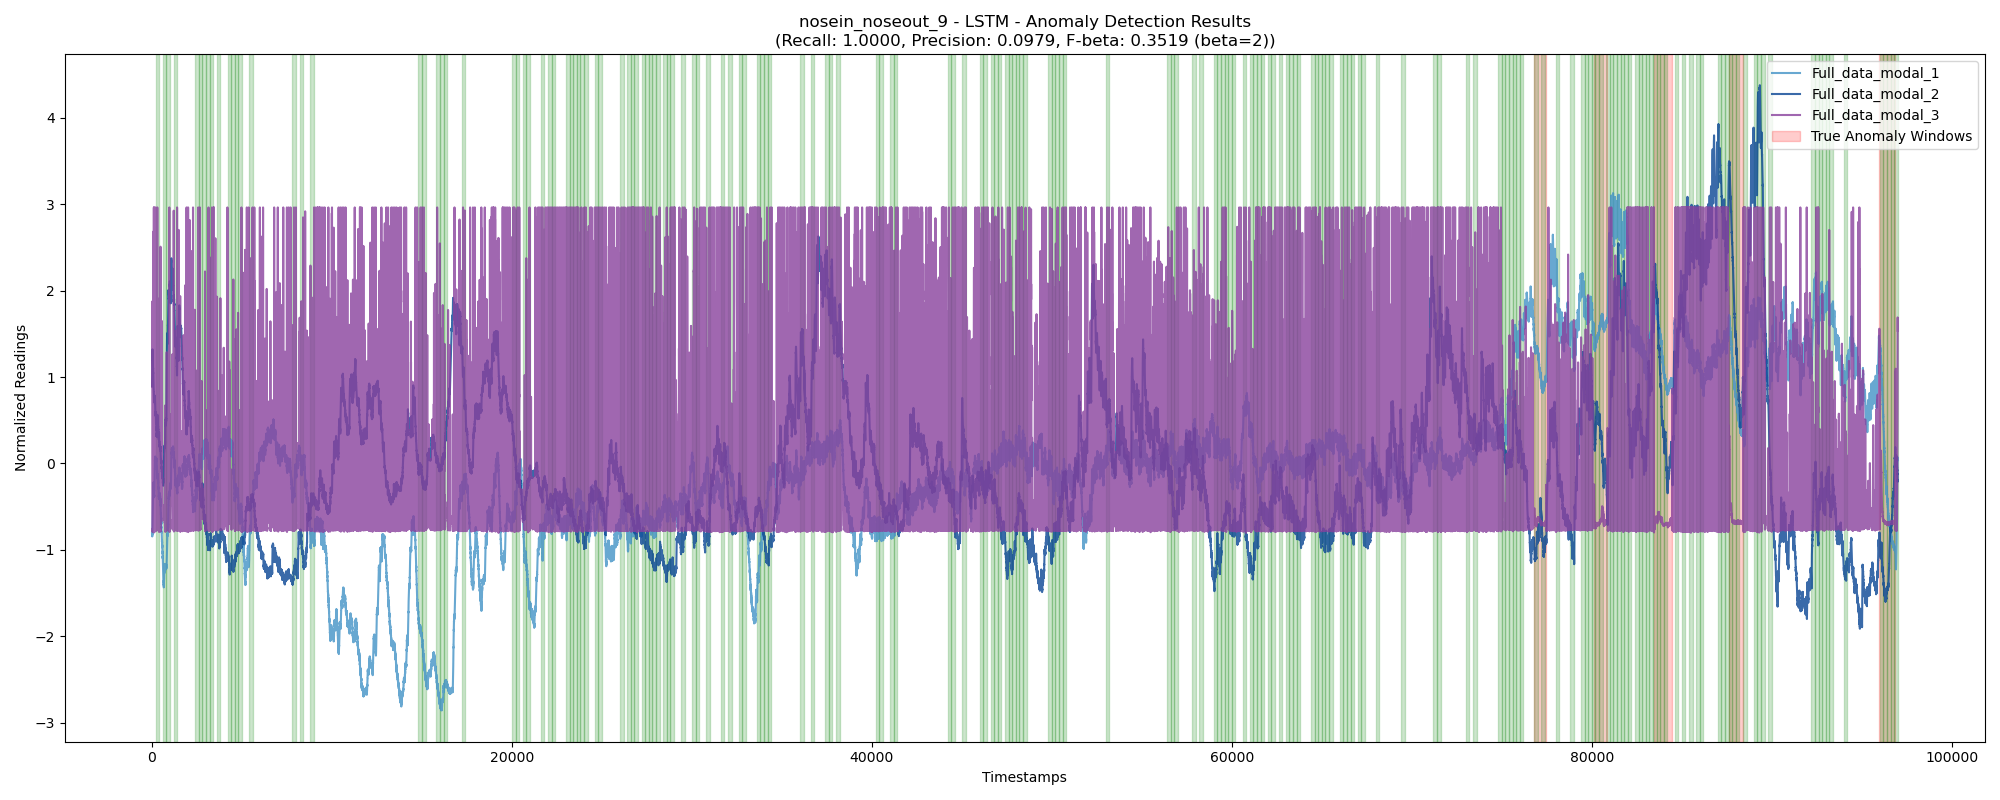 nosein_noseout_9 - LSTM - Anomaly Detection Results
(Recall: 1.0000, Precision: 0.0979, F-beta: 0.3519 (beta=2))
Full_data_modal_1
Full_data_modal_2
Full_data_modal_3
True Anomaly Windows
Normalized Readings
4
3
2
1
0
−1
−2
−3
0
20000
40000
60000
80000
100000
Timestamps